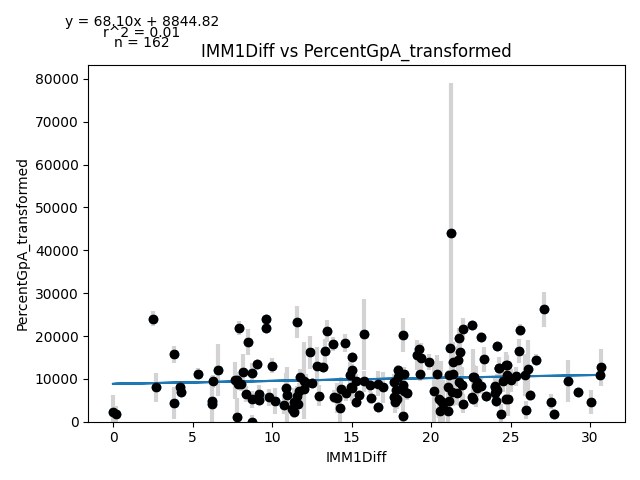 y = 68.10x + 8844.82
r^2 = 0.01
n = 162
IMM1Diff vs PercentGpA_transformed
PercentGpA_transformed
80000
70000
60000
50000
40000
30000
20000
10000
0
0 5 10 15 20 25 30
IMM1Diff